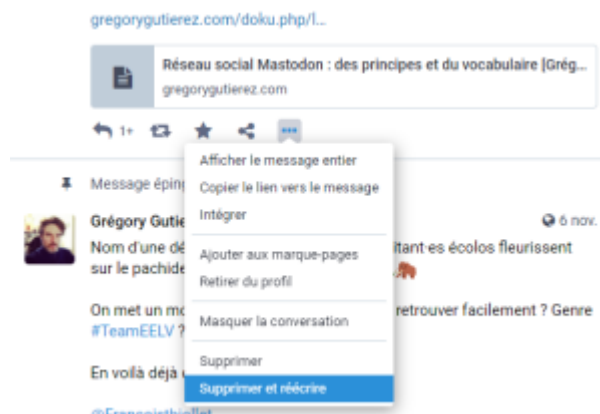 gregorygutierez.com/doku.php/l...
Réseau social Mastodon : des principes et du vocabulaire [Grég...
gregorygutierez.com
1+
Afficher le message entier
Copier le lien vers le message
Intégrer
Ajouter aux marque-pages
Retirer du profil
Masquer la conversation
Supprimer
Supprimer et réécrire
Message éping
Grégory Gutie
6 nov.
Nom d'une dé itant·es écolos fleurissent
sur le pachide
On met un mo retrouver facilement ? Genre
#TeamEELV ?
En voilà déjà